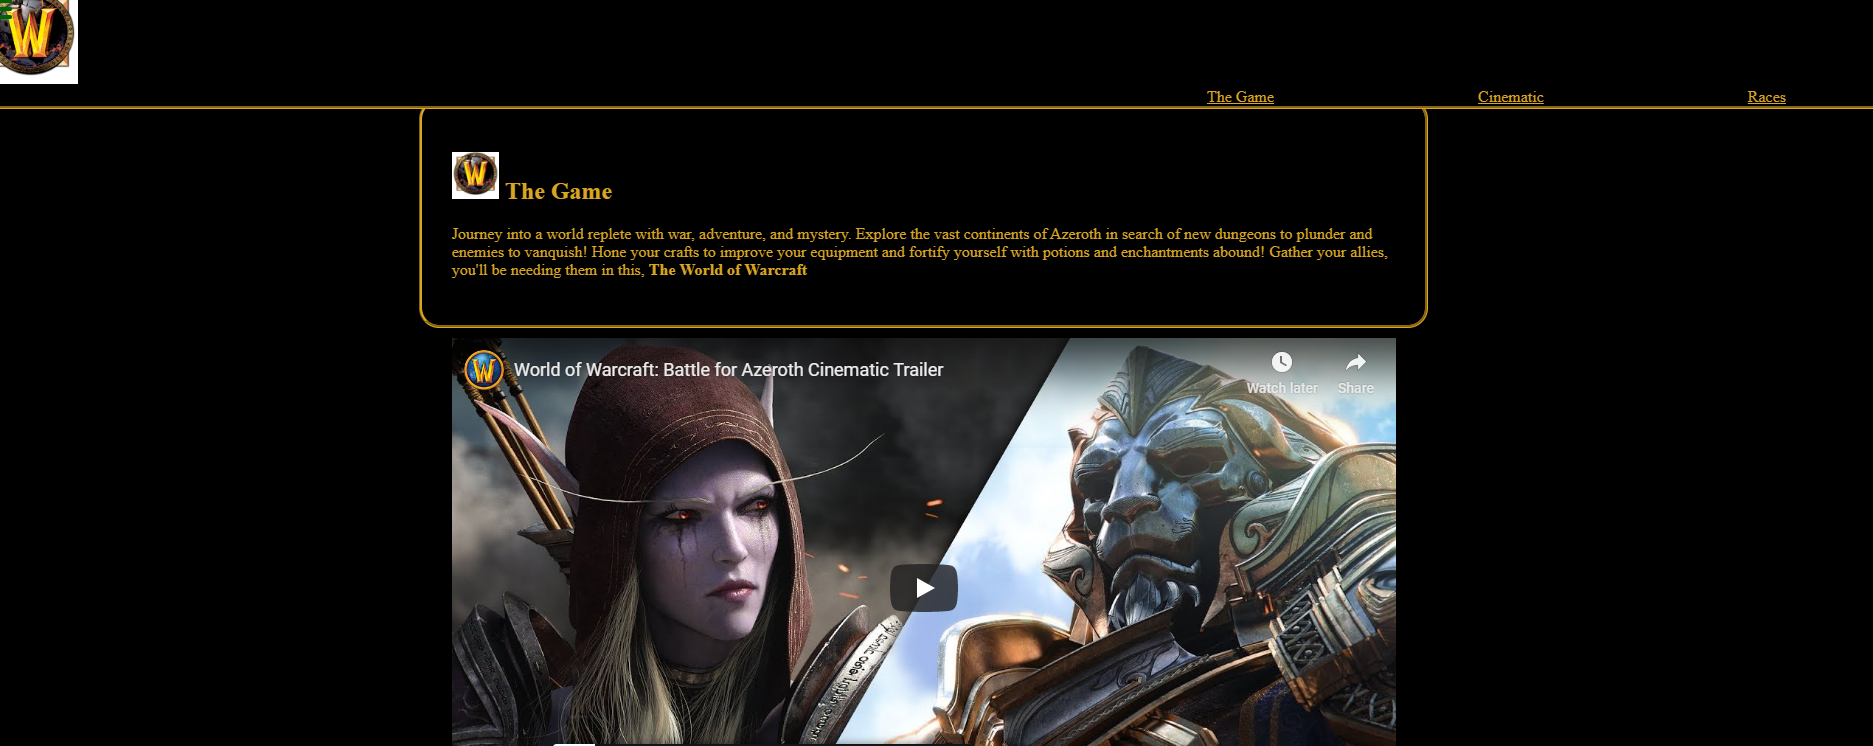 W
The Game
Cinematic
Races
W
The Game
Journey into a world replete with war, adventure, and mystery. Explore the vast continents of Azeroth in search of new dungeons to plunder and
enemies to vanquish! Hone your crafts to improve your equipment and fortify yourself with potions and enchantments abound! Gather your allies,
you'll be needing them in this, The World of Warcraft
W
World of Warcraft: Battle for Azeroth Cinematic Trailer
Watch later
Share